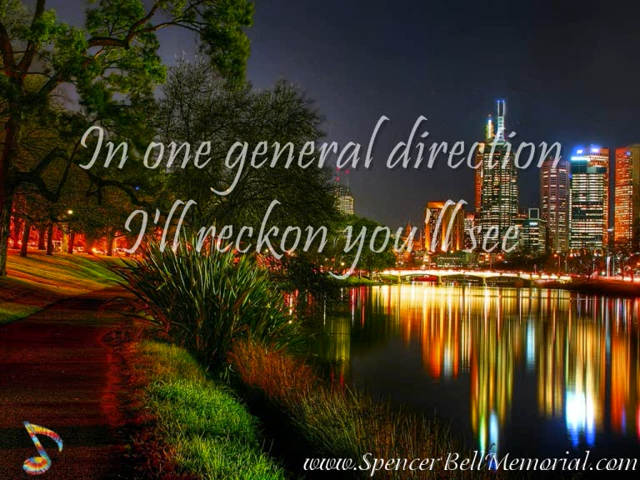 In one general direction
I'll reckon you'll see
www.SpencerBellMemorial.com